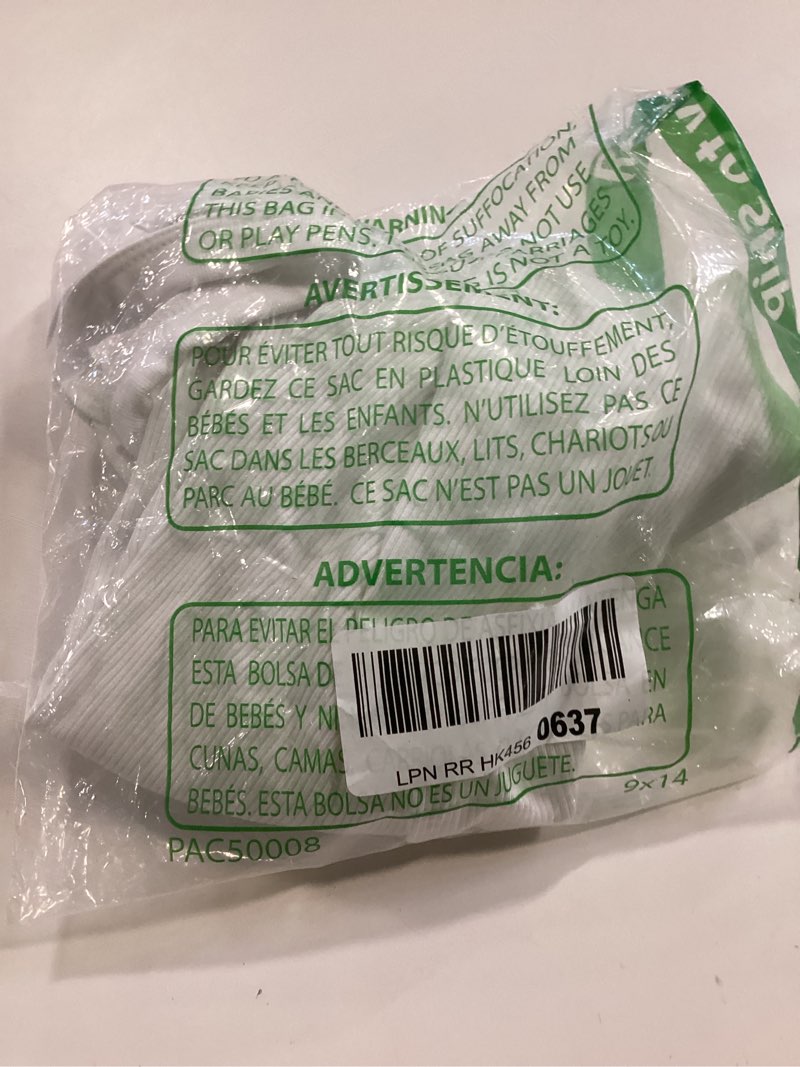 THIS BAG
OR PLAY PENS.
OF SUFFOCATION,
AWAY FROM
NOT USE
IS NOT A TOY.
AVERTISSEMENT:
POUR ÉVITER TOUT RISQUE D'ÉTOUFFEMENT,
GARDEZ CE SAC EN PLASTIQUE LOIN DES
BÉBÉS ET LES ENFANTS. N'UTILISEZ PAS CE
SAC DANS LES BERCEAUX, LITS, CHARIOTS OU
PARC AU BÉBÉ. CE SAC N'EST PAS UN JOUET.
ADVERTENCIA:
PARA EVITAR EL PELIGRO DE
ESTA BOLSA
DE BEBÉS Y PARA
CUNAS, CAMAS
BEBÉS. ESTA BOLSA NO ES UN JUGUETE.
LPN RR HK456 0637
9x14
PAC50008